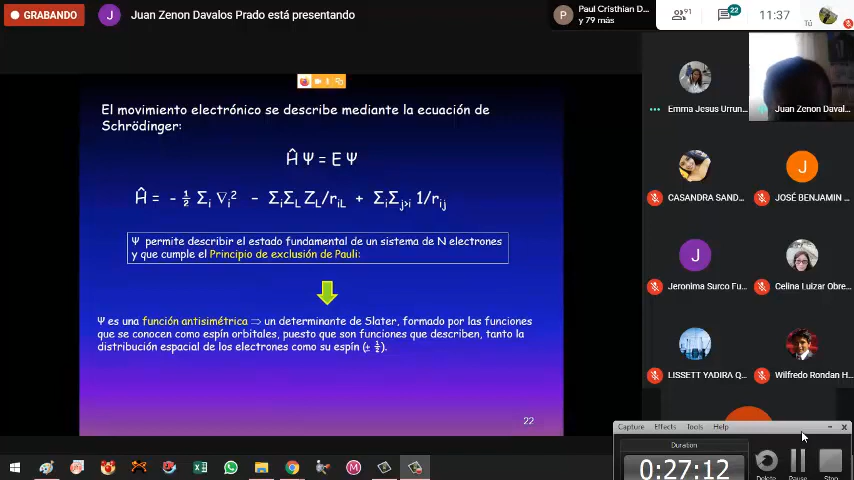 GRABANDO
J
Juan Zenon Davalos Prado está presentando
P
Paul Cristhian D...
y 79 más
91
22
11:37
Tú
El movimiento electrónico se describe mediante la ecuación de
Schrödinger:
Ĥ Ψ = E Ψ
Ĥ = - ½ Σi ∇i² - ΣiΣL ZL/riL + ΣiΣj>i 1/rij
Ψ permite describir el estado fundamental de un sistema de N electrones
y que cumple el Principio de exclusión de Pauli:
Ψ es una función antisimétrica ⇒ un determinante de Slater, formado por las funciones
que se conocen como espín orbitales, puesto que son funciones que describen, tanto la
distribución espacial de los electrones como su espín (± ½).
22
Emma Jesus Urrun...
Juan Zenon Daval...
J
CASANDRA SAND...
JOSÉ BENJAMIN ...
J
Jeronima Surco Fu...
Celina Luizar Obre...
LISSETT YADIRA Q...
Wilfredo Rondan H...
Capture Effects Tools Help
Duration
0:27:12
Delete Pause Stop